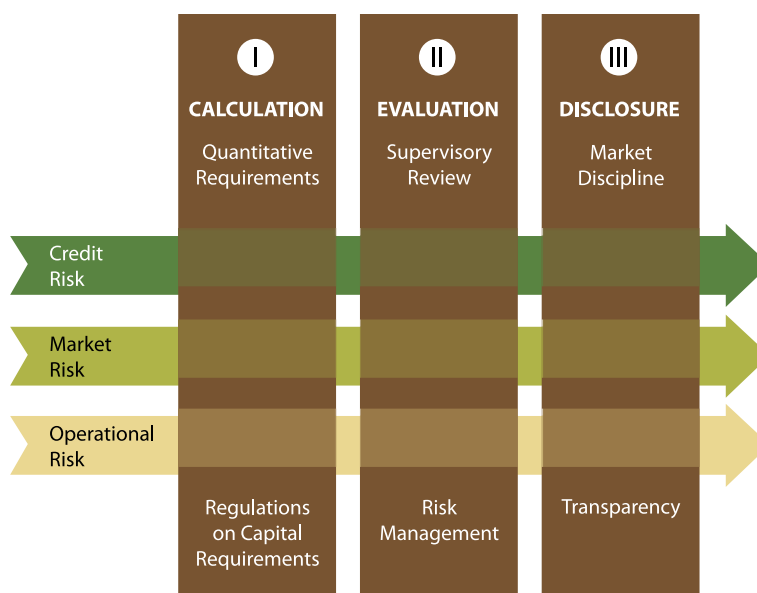 I
CALCULATION
Quantitative
Requirements
II
EVALUATION
Supervisory
Review
III
DISCLOSURE
Market
Discipline
Credit
Risk
Market
Risk
Operational
Risk
Regulations
on Capital
Requirements
Risk
Management
Transparency